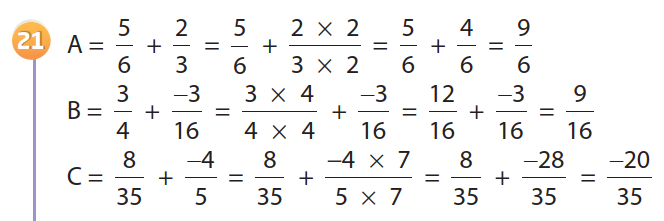 21 A = 5/6 + 2/3 = 5/6 + (2 × 2)/(3 × 2) = 5/6 + 4/6 = 9/6
B = 3/4 + –3/16 = (3 × 4)/(4 × 4) + –3/16 = 12/16 + –3/16 = 9/16
C = 8/35 + –4/5 = 8/35 + (–4 × 7)/(5 × 7) = 8/35 + –28/35 = –20/35